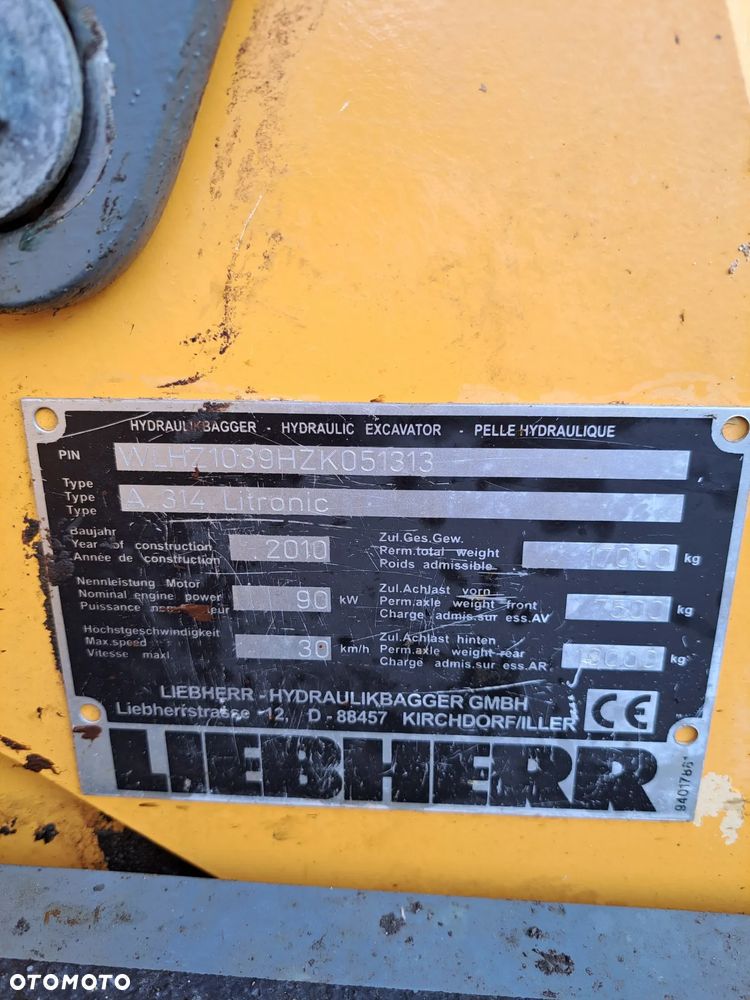 HYDRAULIKBAGGER - HYDRAULIC EXCAVATOR - PELLE HYDRAULIQUE
PIN WLHZ1039HZK051313
Type
Type
Type
A 314 Litronic
Baujahr
Year of construction
Année de construction
2010
Zul.Ges.Gew.
Perm.total weight
Roids admissible
17000 kg
Nennleistung Motor
Nominal engine power
Puissance
90 kW
Zul.Achlast vorn
Perm.axle weight front
Charge admis.sur ess.AV
7500 kg
Hochstgeschwindigkeit
Max.speed
Vitesse maxl
30 km/h
Zul.Achlast hinten
Perm.axle weight rear
Charge admis.sur ess.AR
kg
LIEBHERR - HYDRAULIKBAGGER GMBH
Liebherrstrasse 12, D - 88457 KIRCHDORF/ILLER
CE
LIEBHERR
94017861
OTOMOTO